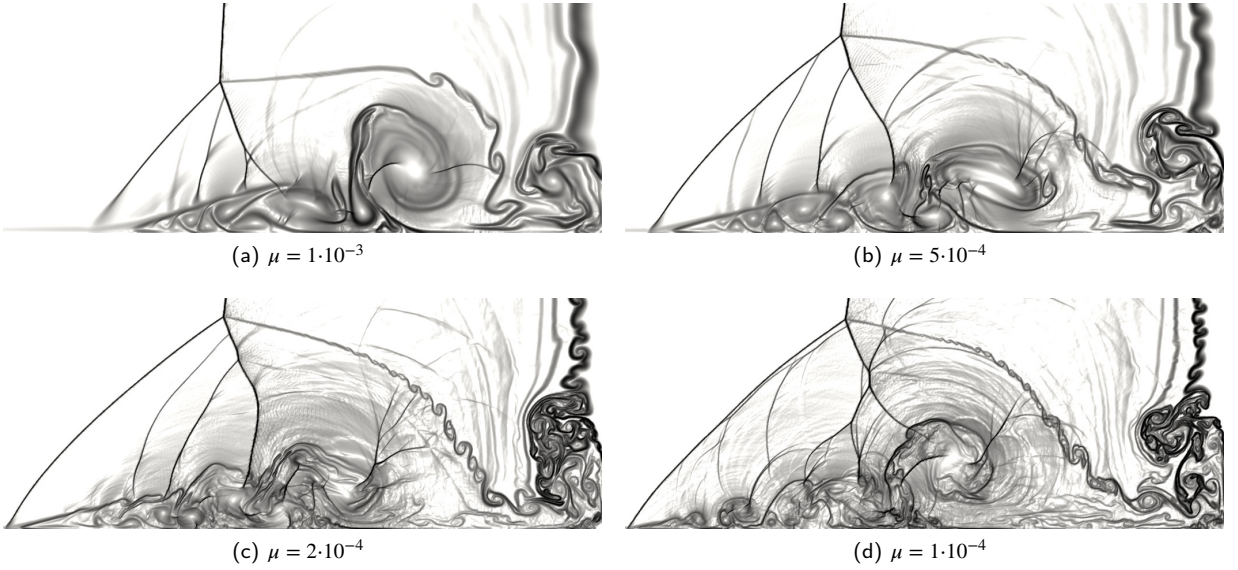 (a) μ = 1·10⁻³
(b) μ = 5·10⁻⁴
(c) μ = 2·10⁻⁴
(d) μ = 1·10⁻⁴